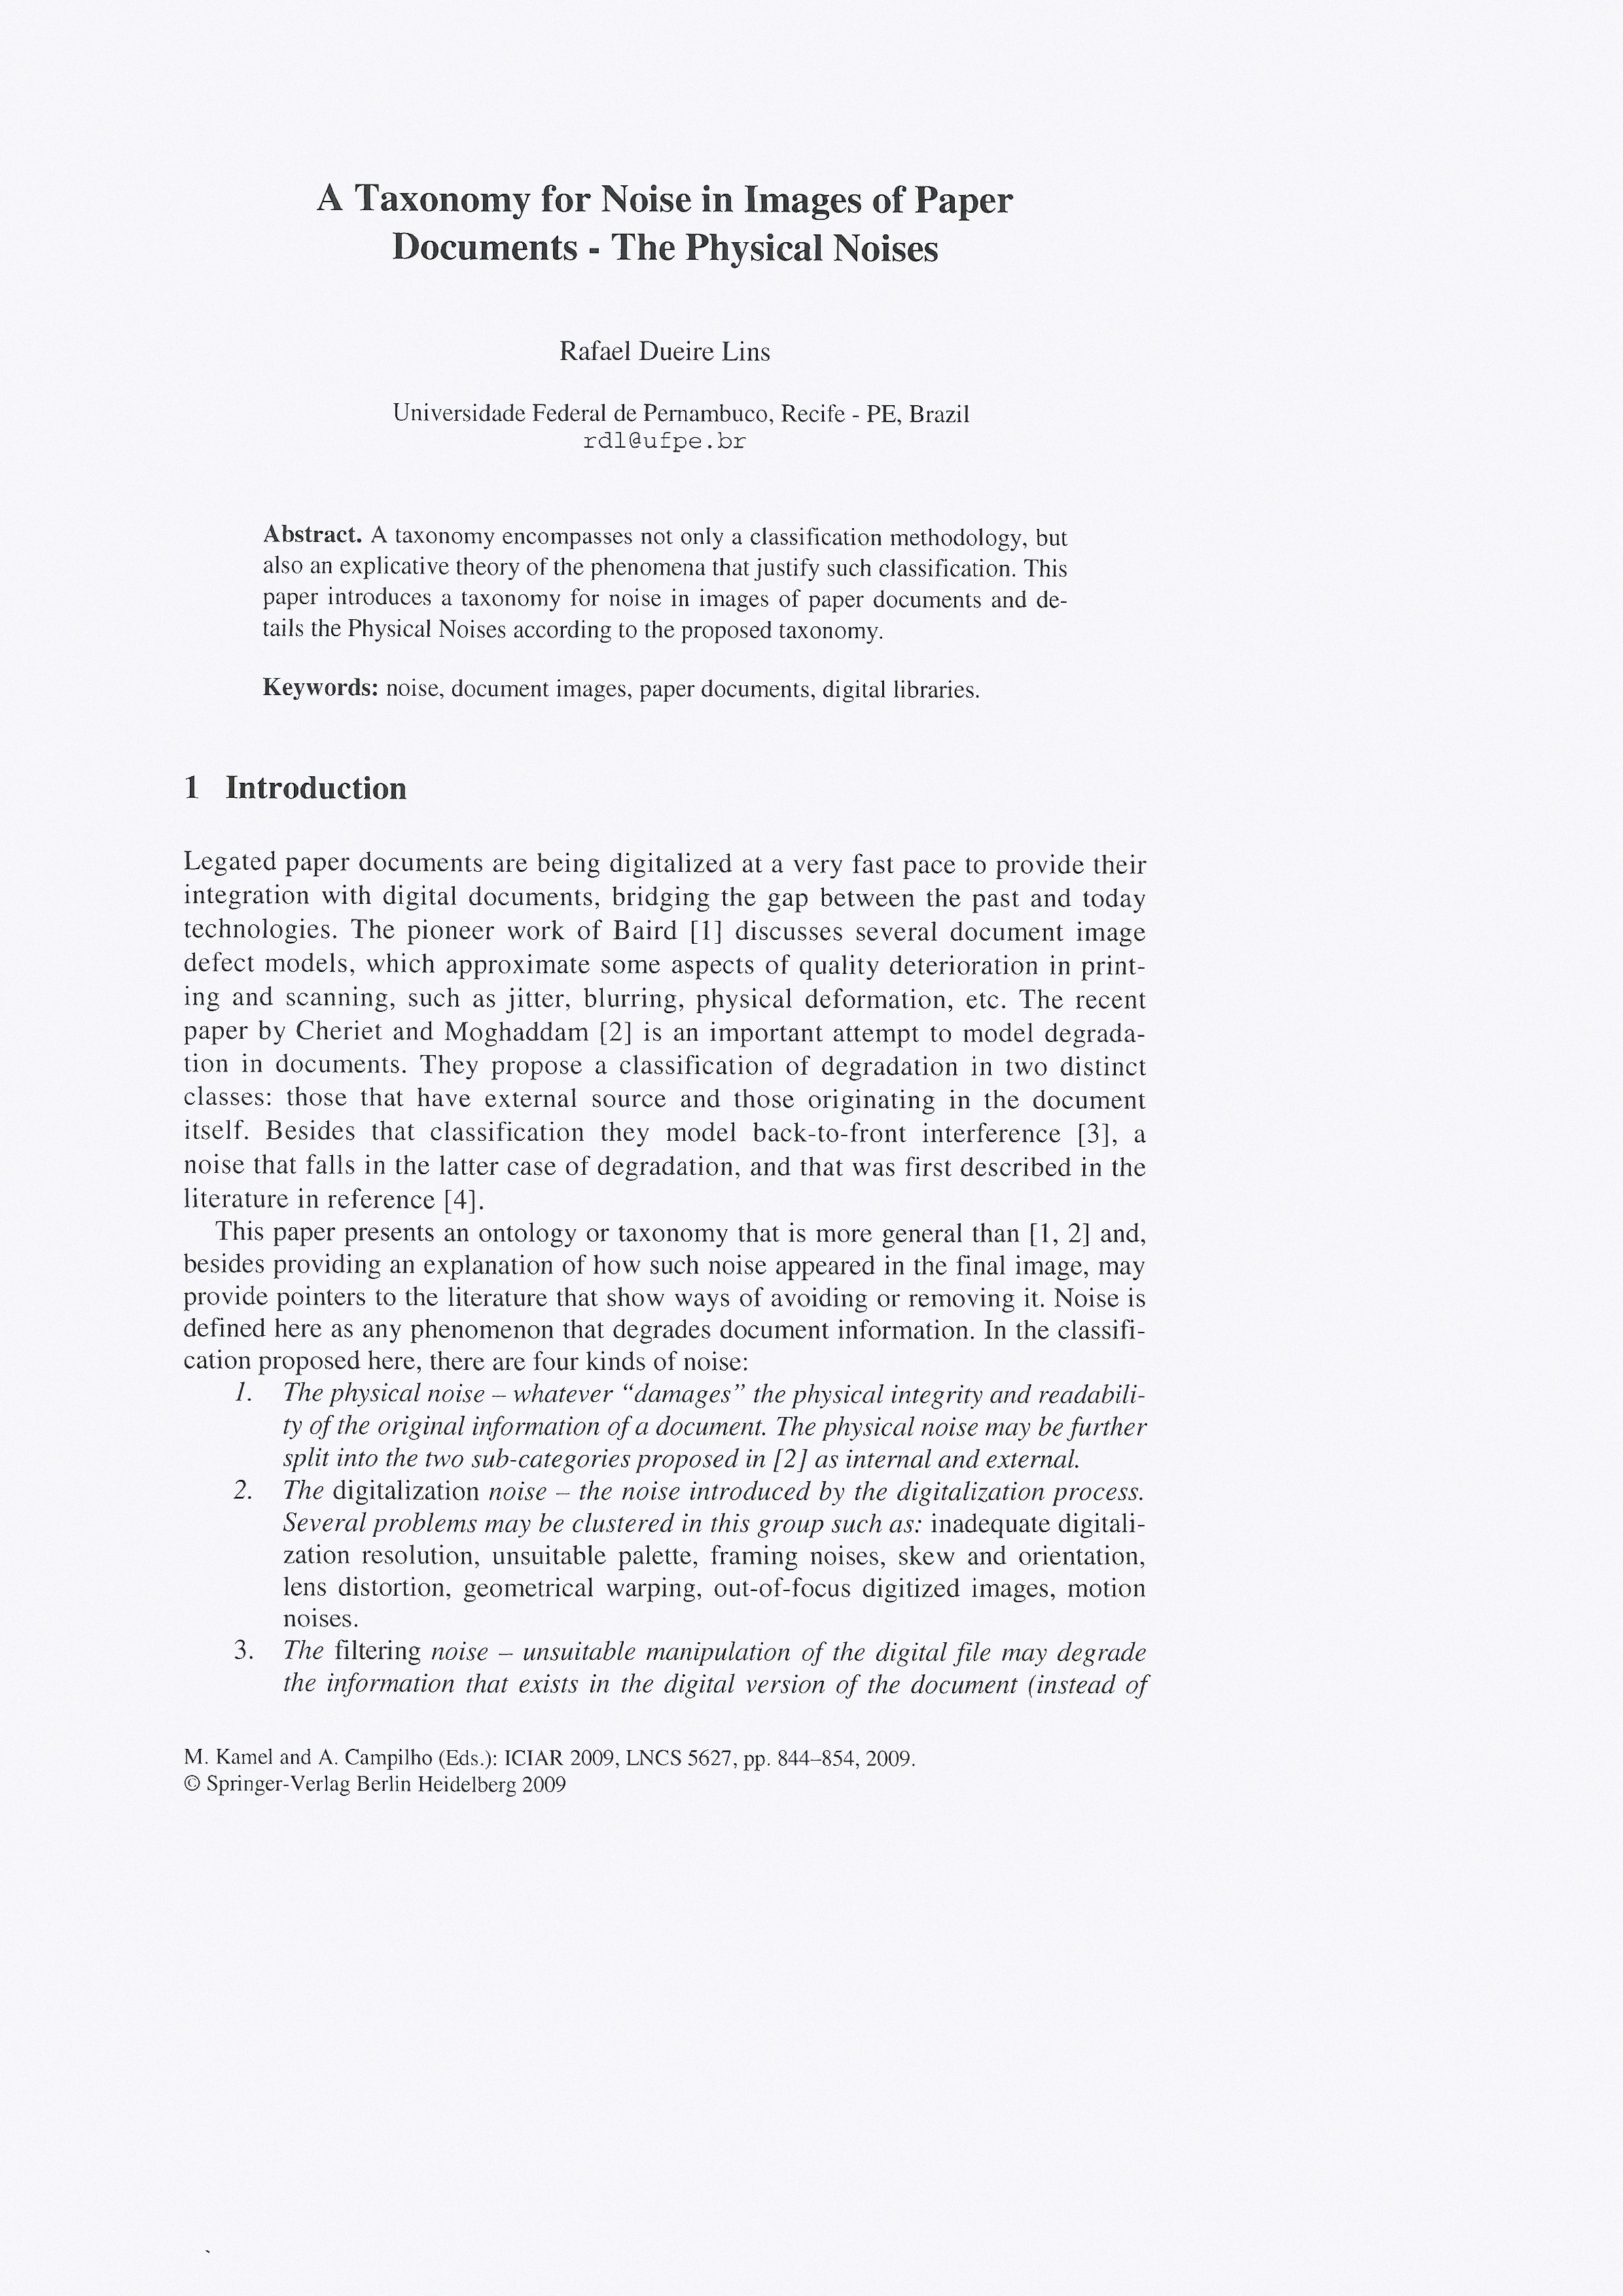 A Taxonomy for Noise in Images of Paper
Documents - The Physical Noises
Rafael Dueire Lins
Universidade Federal de Pernambuco, Recife - PE, Brazil
rdl@ufpe.br
Abstract. A taxonomy encompasses not only a classification methodology, but
also an explicative theory of the phenomena that justify such classification. This
paper introduces a taxonomy for noise in images of paper documents and de-
tails the Physical Noises according to the proposed taxonomy.
Keywords: noise, document images, paper documents, digital libraries.
1 Introduction
Legated paper documents are being digitalized at a very fast pace to provide their
integration with digital documents, bridging the gap between the past and today
technologies. The pioneer work of Baird [1] discusses several document image
defect models, which approximate some aspects of quality deterioration in print-
ing and scanning, such as jitter, blurring, physical deformation, etc. The recent
paper by Cheriet and Moghaddam [2] is an important attempt to model degrada-
tion in documents. They propose a classification of degradation in two distinct
classes: those that have external source and those originating in the document
itself. Besides that classification they model back-to-front interference [3], a
noise that falls in the latter case of degradation, and that was first described in the
literature in reference [4].
This paper presents an ontology or taxonomy that is more general than [1, 2] and,
besides providing an explanation of how such noise appeared in the final image, may
provide pointers to the literature that show ways of avoiding or removing it. Noise is
defined here as any phenomenon that degrades document information. In the classifi-
cation proposed here, there are four kinds of noise:
1. The physical noise – whatever “damages” the physical integrity and readabili-
ty of the original information of a document. The physical noise may be further
split into the two sub-categories proposed in [2] as internal and external.
2. The digitalization noise – the noise introduced by the digitalization process.
Several problems may be clustered in this group such as: inadequate digitali-
zation resolution, unsuitable palette, framing noises, skew and orientation,
lens distortion, geometrical warping, out-of-focus digitized images, motion
noises.
3. The filtering noise – unsuitable manipulation of the digital file may degrade
the information that exists in the digital version of the document (instead of
M. Kamel and A. Campilho (Eds.): ICIAR 2009, LNCS 5627, pp. 844–854, 2009.
© Springer-Verlag Berlin Heidelberg 2009